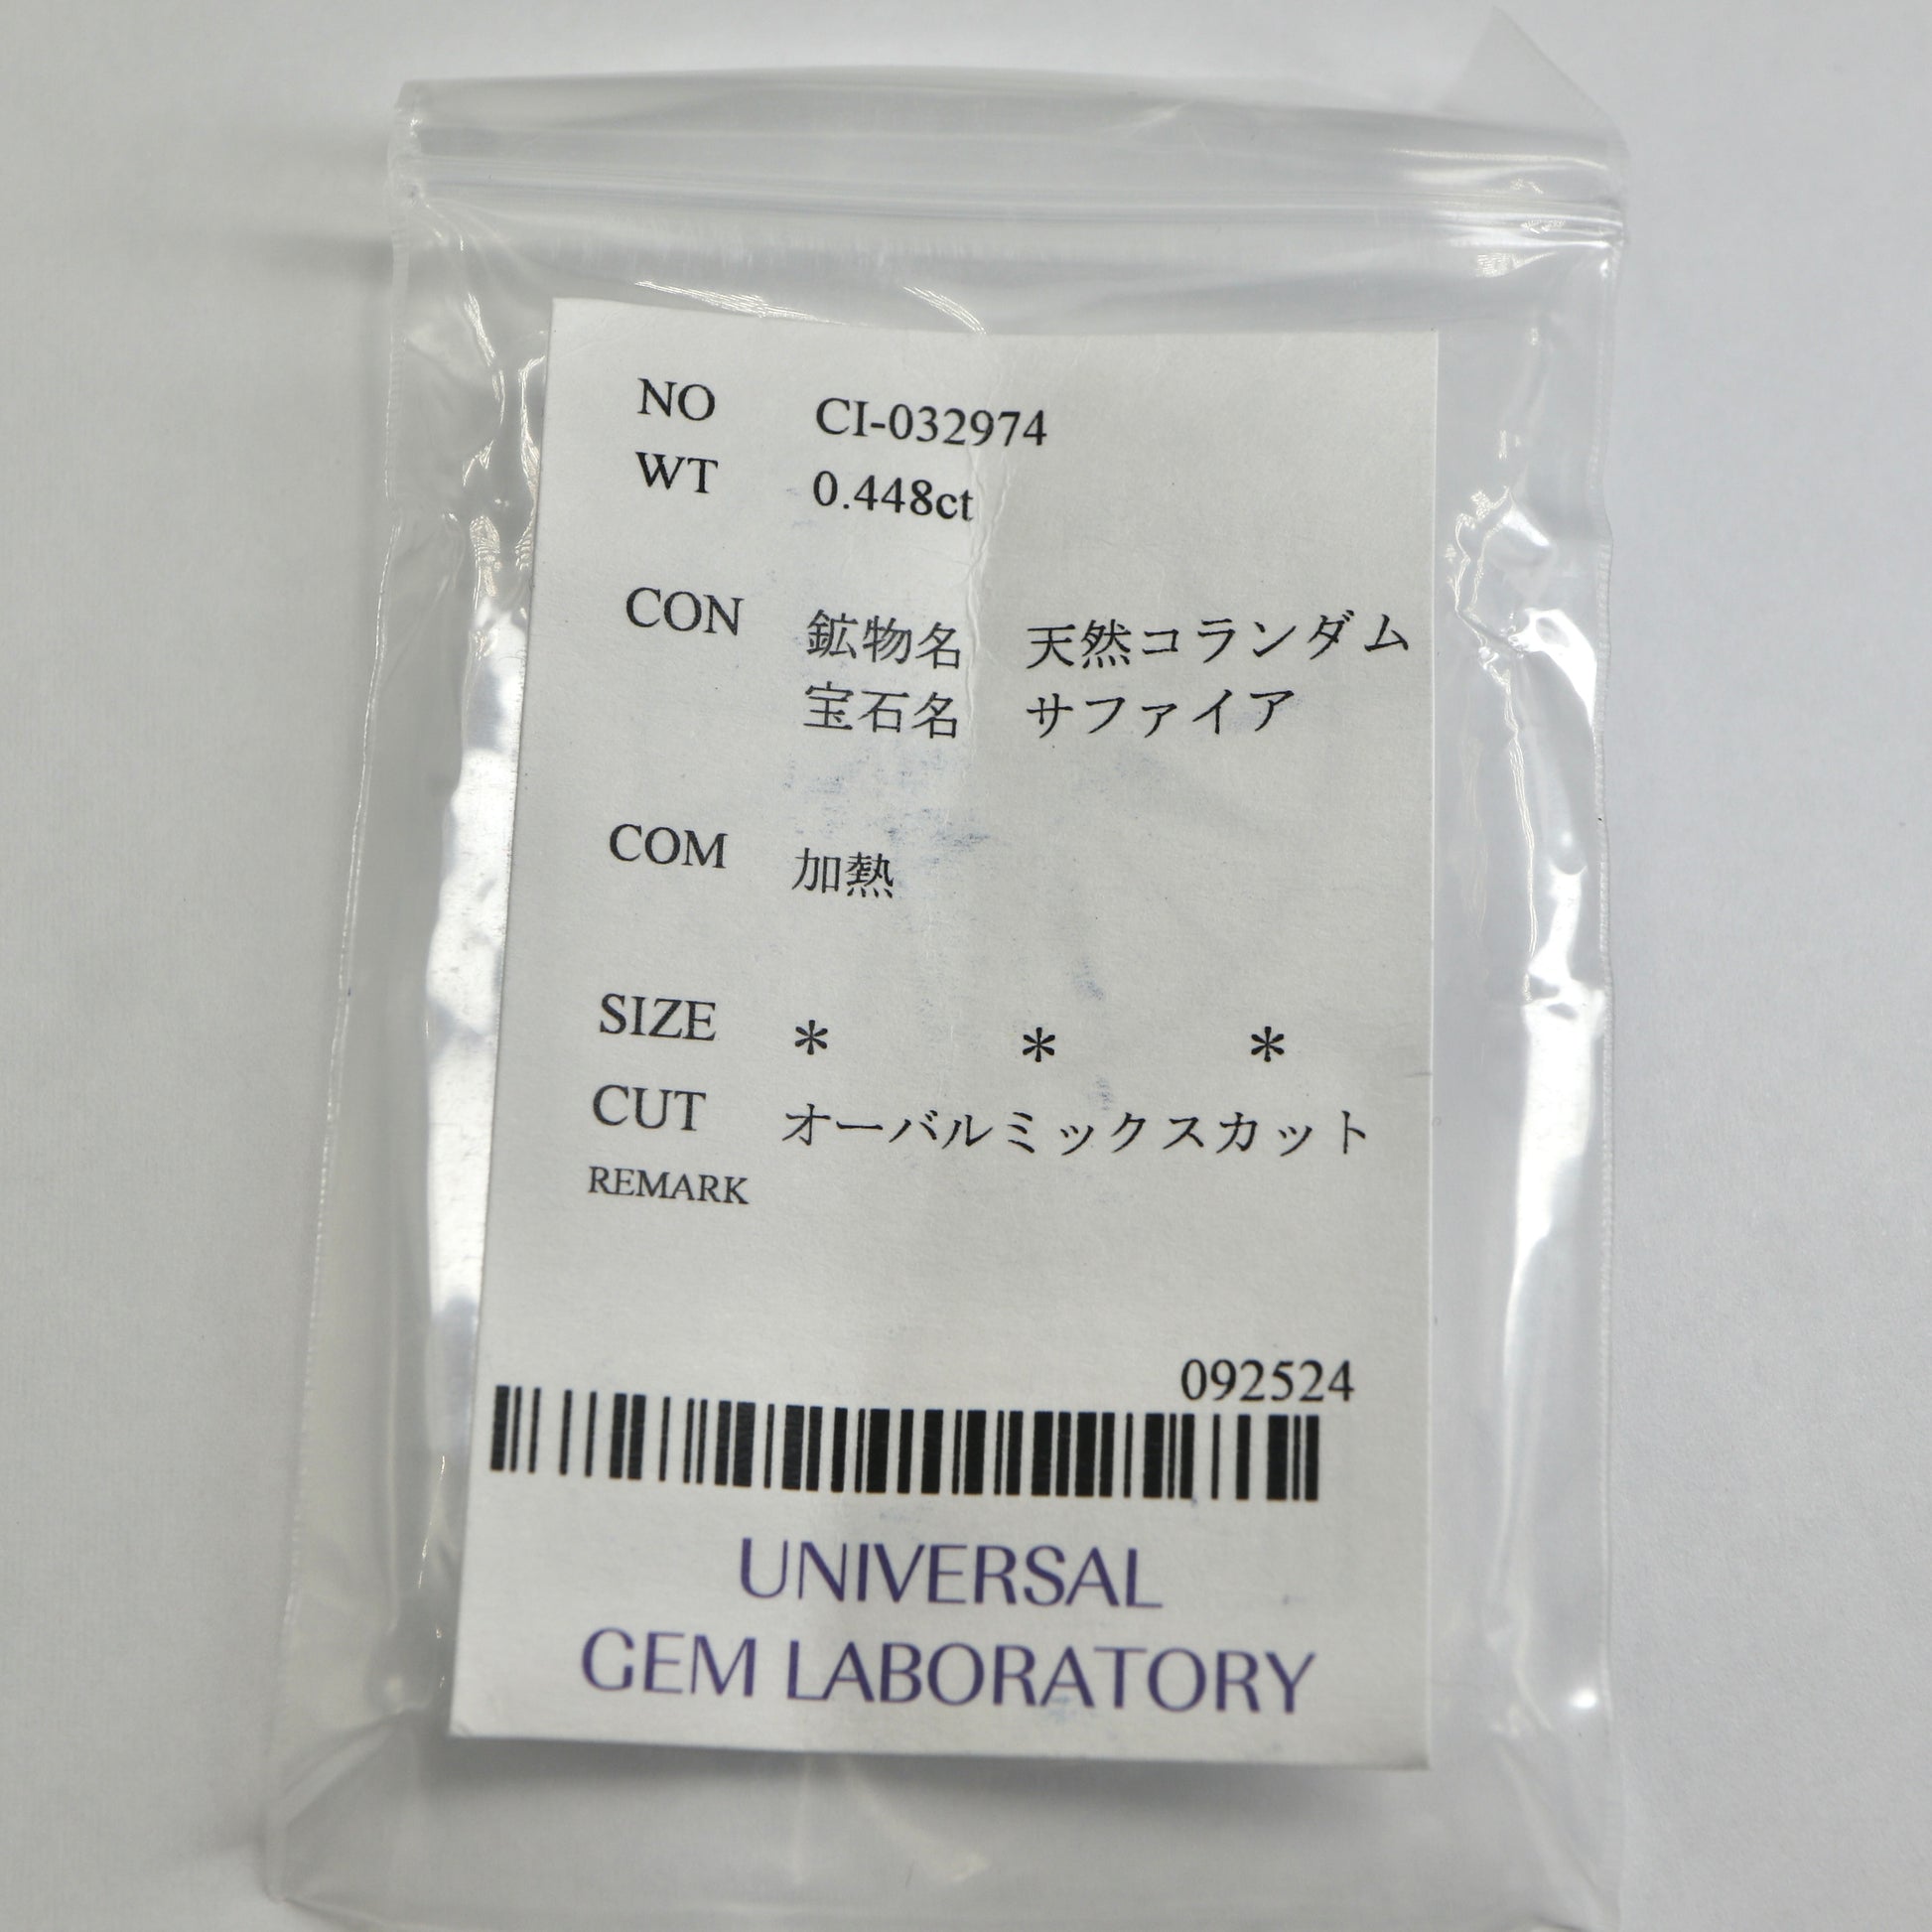 NO CI-032974
WT 0.448ct
CON 鉱物名 天然コランダム
宝石名 サファイア
COM 加熱
SIZE * * *
CUT オーバルミックスカット
REMARK
092524
UNIVERSAL
GEM LABORATORY